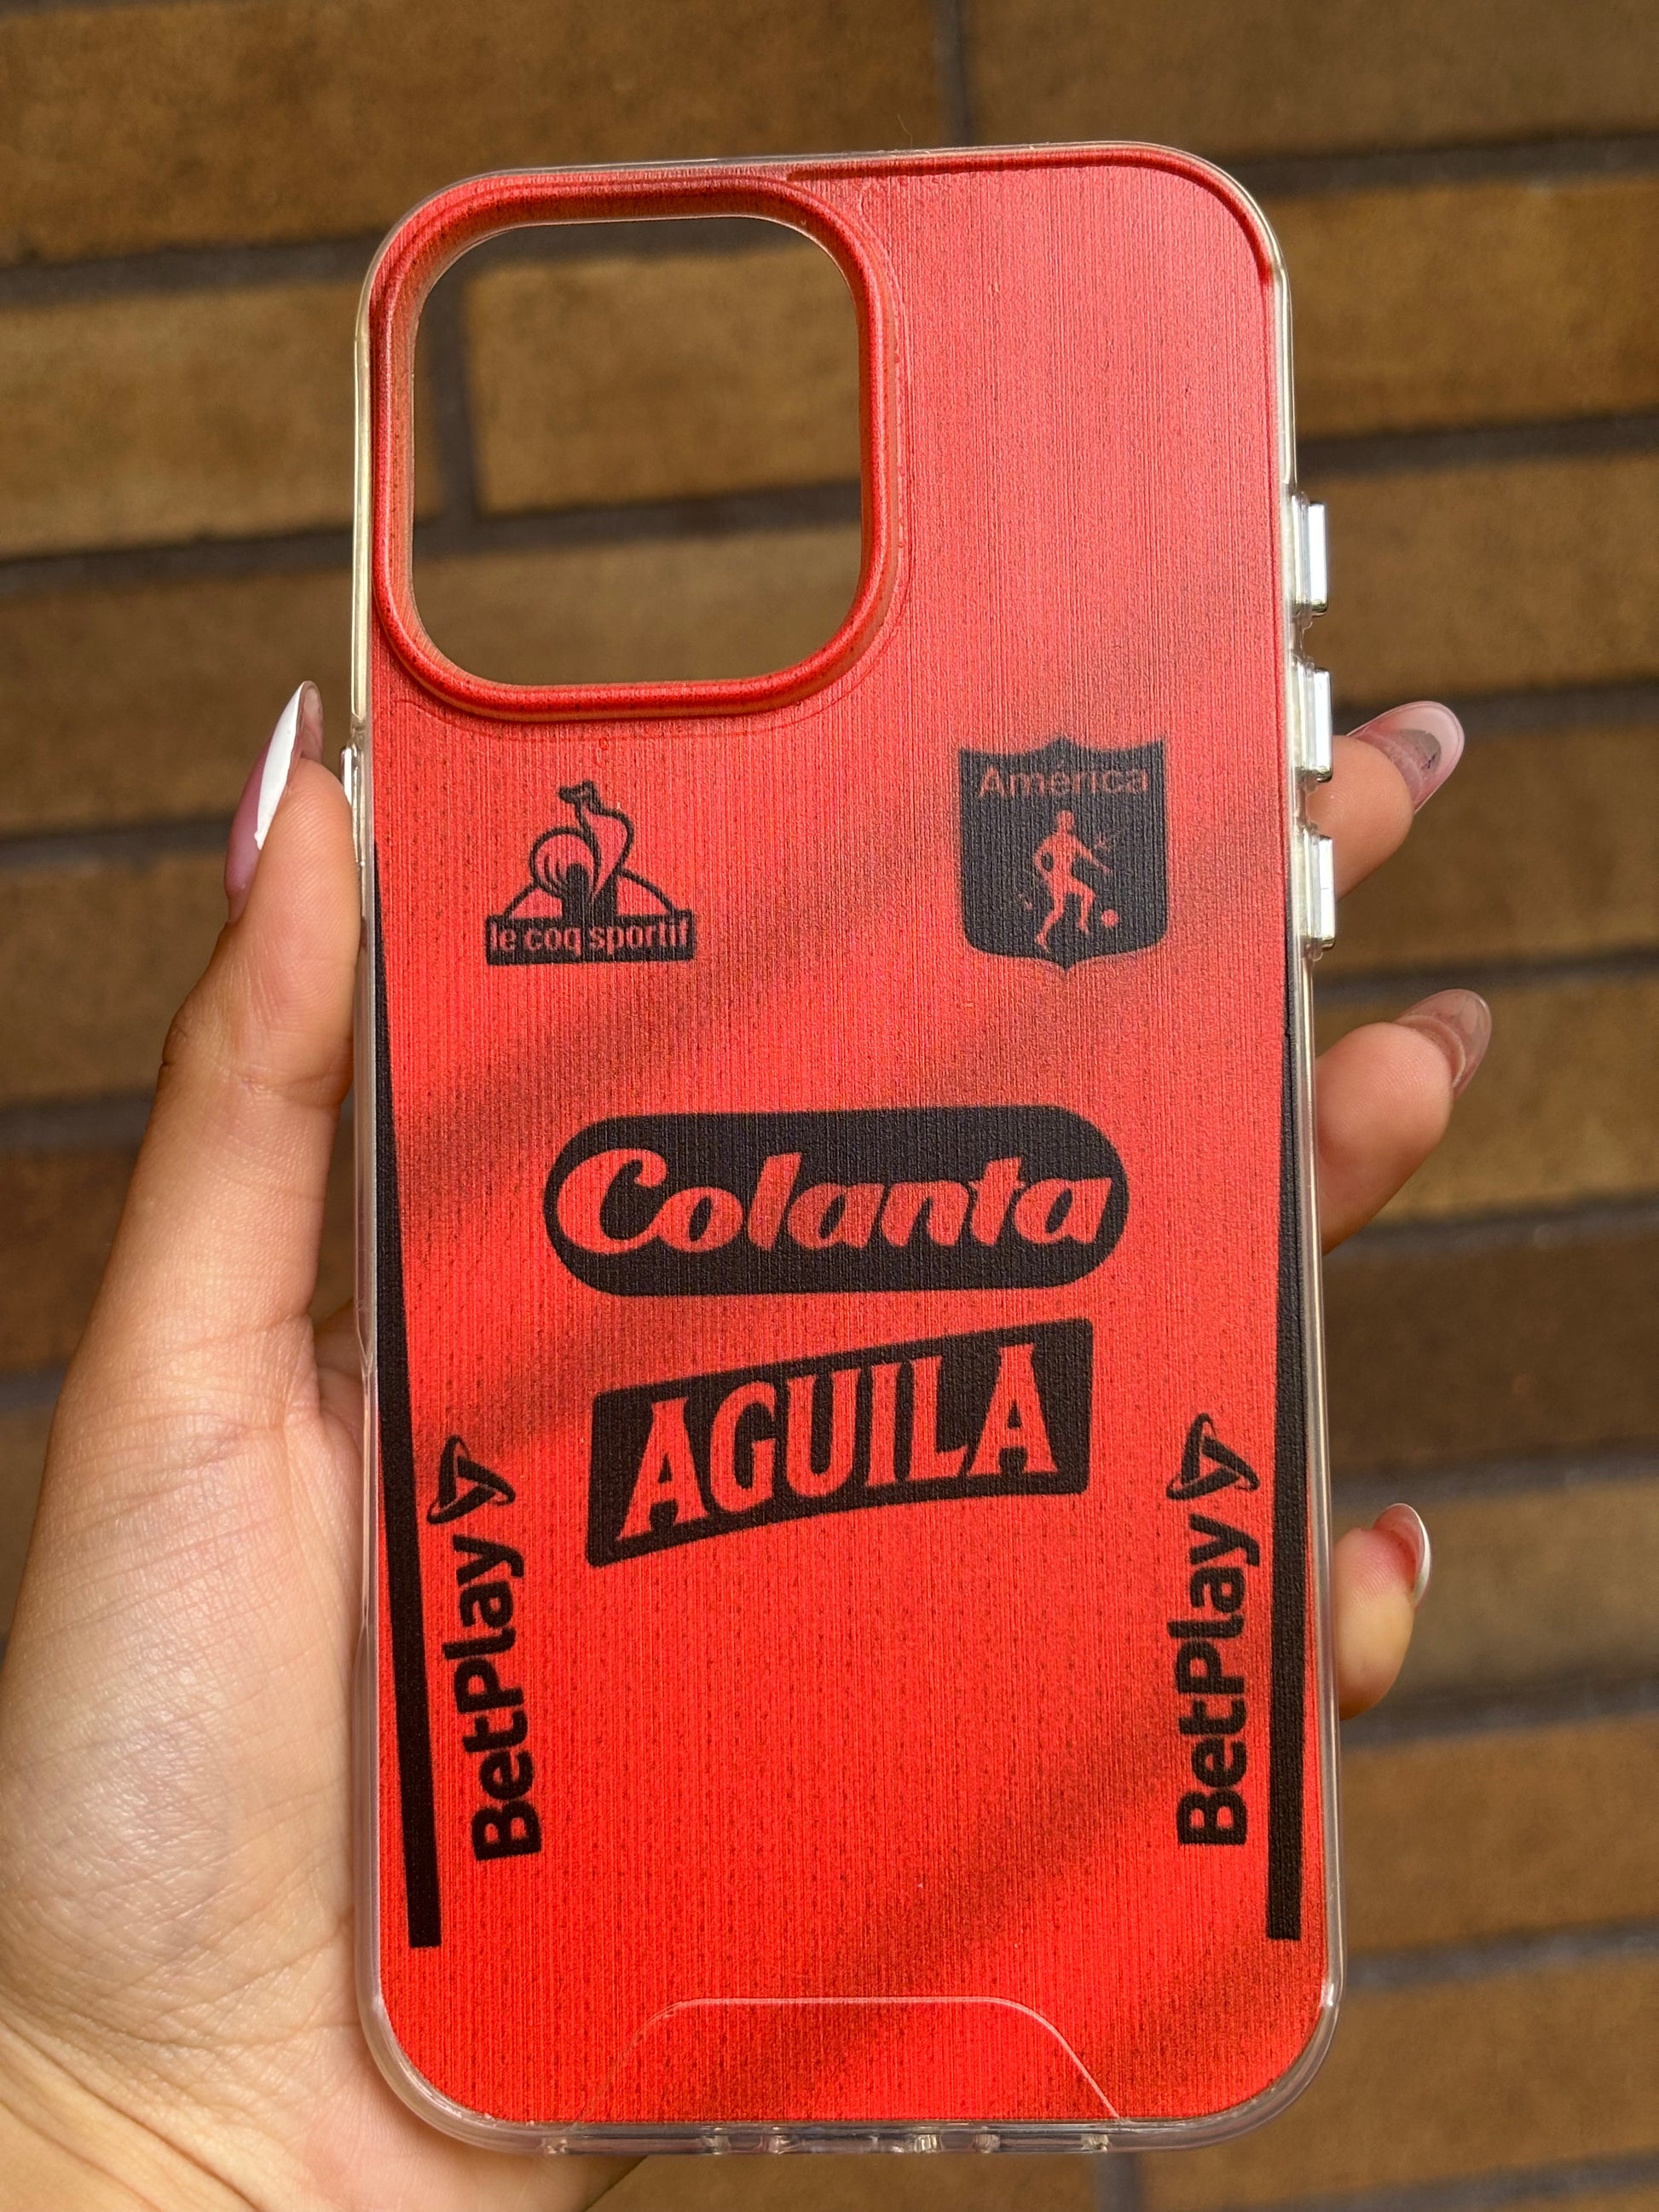 América
le coq sportif
Colanta
AGUILA
BetPlay
BetPlay